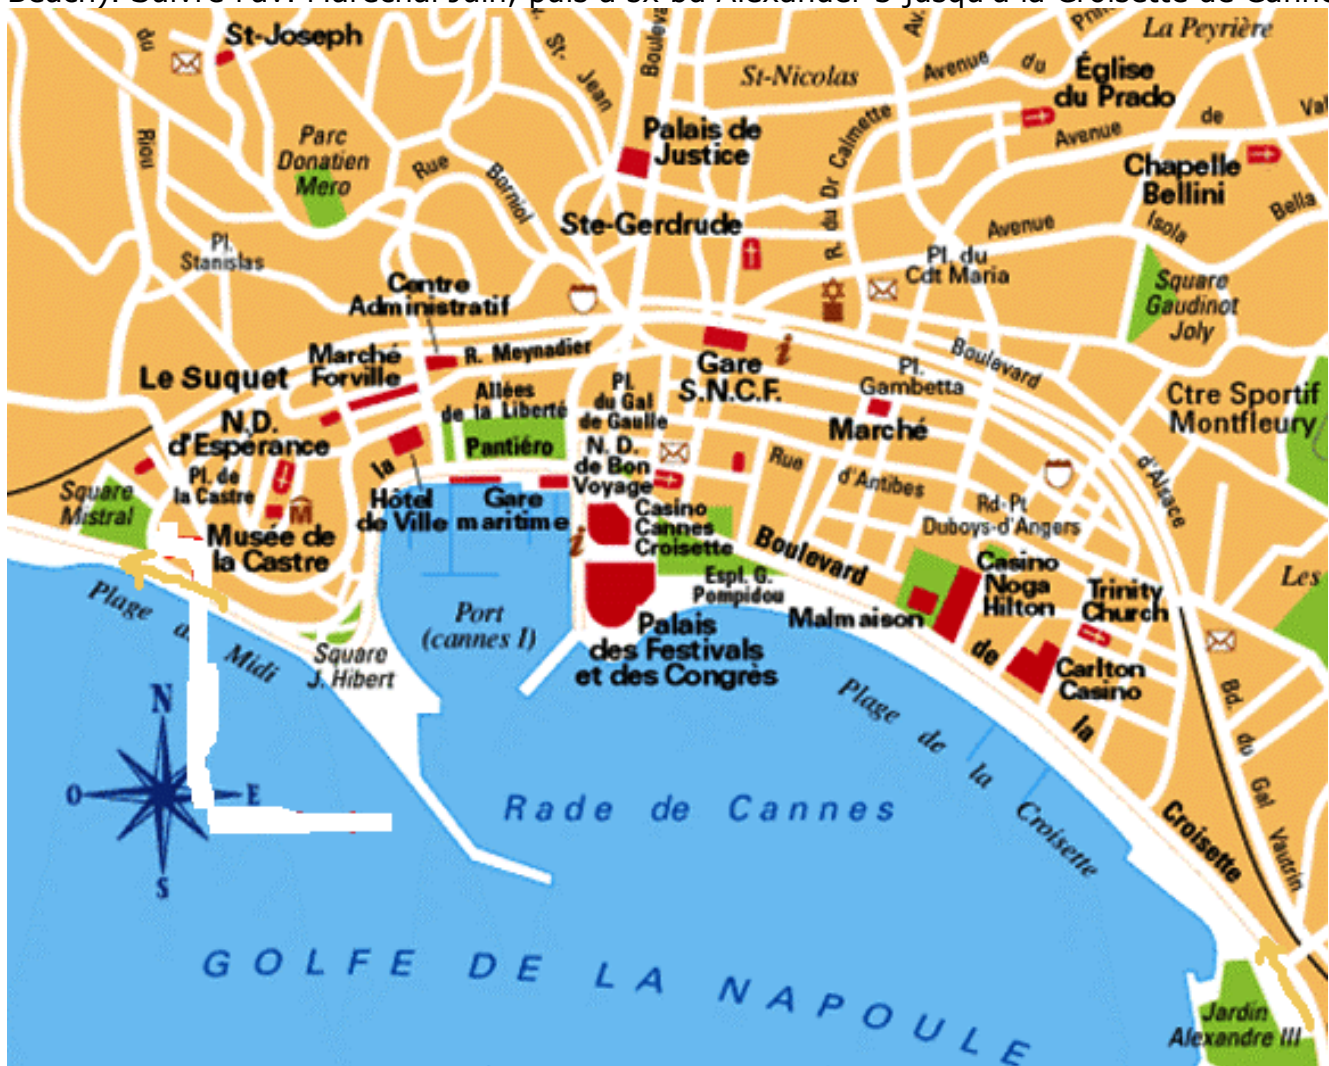 St-Joseph
du
Riou
Parc
Donatien
Mero
Rue
Borniol
St-
Jean
Palais de
Justice
St-Nicolas
Avenue
du
Église
du Prado
La Peyrière
Avenue
de
Chapelle
Bellini
R. du Dr Calmette
Ste-Gerdrude
Avenue
Isola
Bella
Pl. du
Cdt Maria
Square
Gaudinot
Joly
Pl.
Stanislas
Centre
Administratif
Marché
Forville
R. Meynadier
Le Suquet
Allées
de la Liberté
Pantiéro
Pl.
du Gal
de Gaulle
Gare
S.N.C.F.
i
Pl.
Gambetta
Boulevard
d'Alsace
Ctre Sportif
Montfleury
Marché
N.D.
d'Espérance
Pl. de
la Castre
Square
Mistral
la
Hôtel
de Ville
Gare
maritime
N. D.
de Bon
Voyage
Rue
d'Antibes
Rd-Pt
Duboys-d'Angers
Musée de
la Castre
i
Casino
Cannes
Croisette
Boulevard
Espl. G.
Pompidou
Malmaison
Casino
Noga
Hilton
Trinity
Church
Les
Plage
Midi
Square
J. Hibert
Port
(cannes I)
Palais
des Festivals
et des Congrès
de
la
Croisette
Carlton
Casino
Bd.
du
Gal
Vautrin
Plage de la Croisette
N
O
E
S
Rade de Cannes
GOLFE DE LA NAPOULE
Jardin
Alexandre III